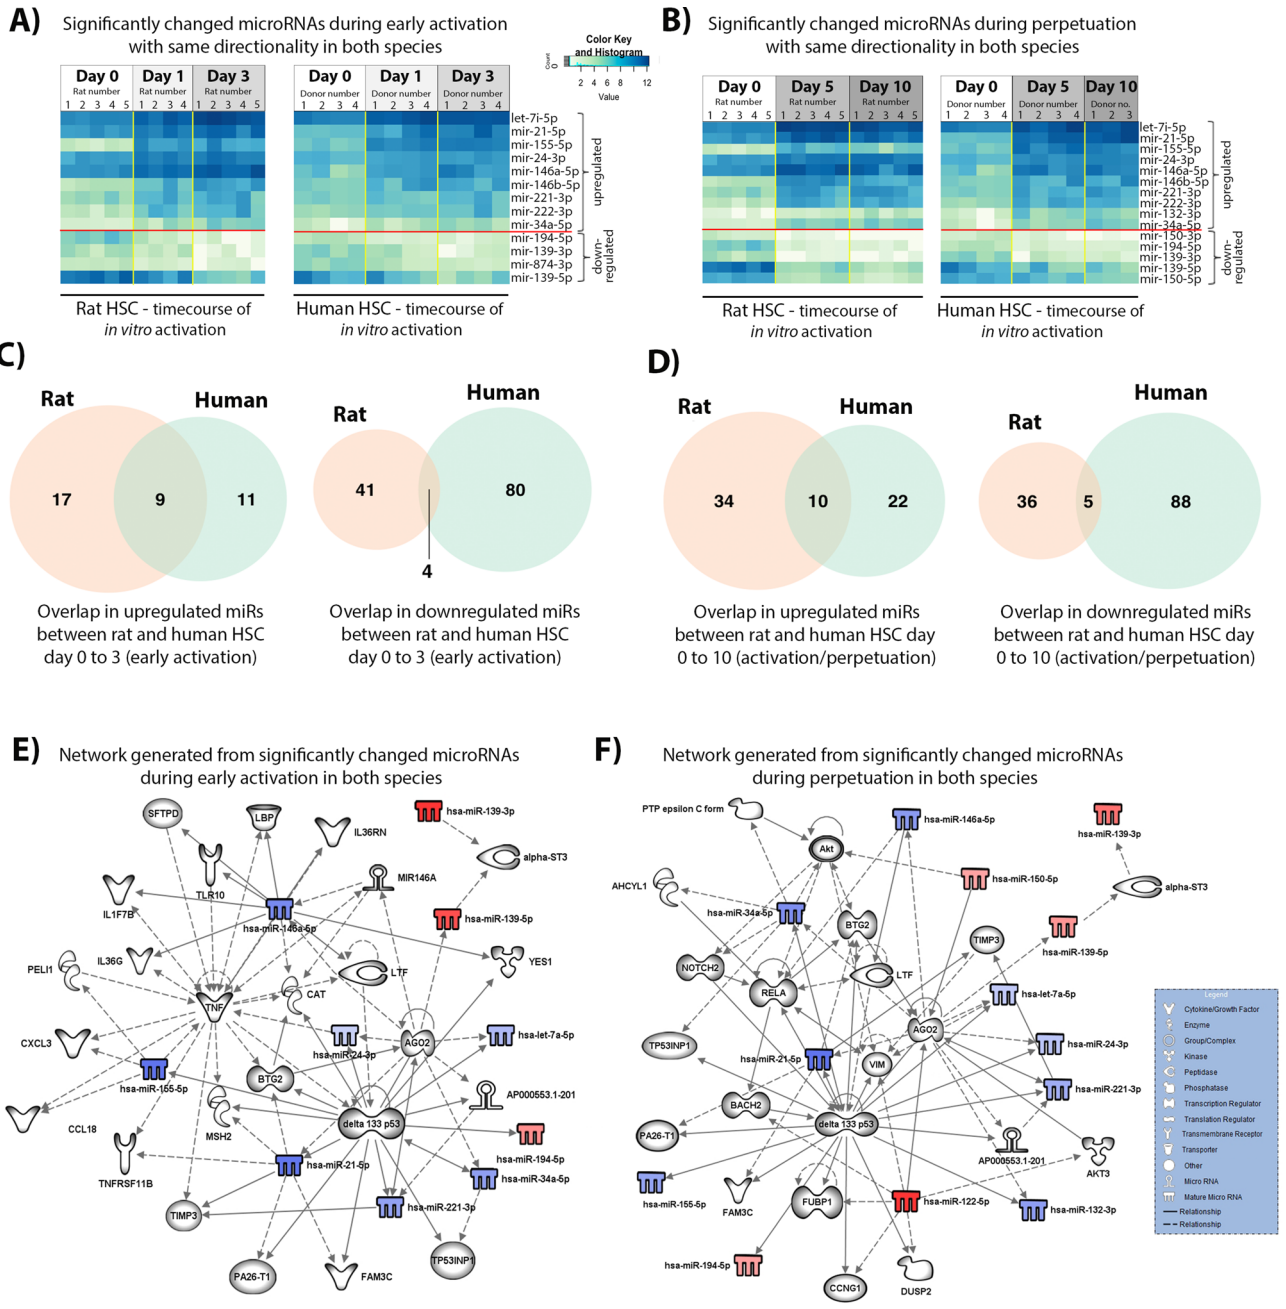 A)
Significantly changed microRNAs during early activation
with same directionality in both species
Color Key
and Histogram
Count
0
2 4 6 8 12
Value
Day 0 Day 1 Day 3
Rat number Rat number Rat number
1 2 3 4 5 1 2 3 4 1 2 3 4 5
Day 0 Day 1 Day 3
Donor number Donor number Donor number
1 2 3 4 1 2 3 4 1 2 3 4
let-7i-5p
mir-21-5p
mir-155-5p
mir-24-3p
mir-146a-5p
mir-146b-5p
mir-221-3p
mir-222-3p
mir-34a-5p
mir-194-5p
mir-139-3p
mir-874-3p
mir-139-5p
upregulated
down-
regulated
Rat HSC - timecourse of
in vitro activation
Human HSC - timecourse of
in vitro activation
B)
Significantly changed microRNAs during perpetuation
with same directionality in both species
Day 0 Day 5 Day 10
Rat number Rat number Rat number
1 2 3 4 5 1 2 3 4 5 1 2 3 4 5
Day 0 Day 5 Day 10
Donor number Donor number Donor no.
1 2 3 4 1 2 3 4 1 2 3
let-7i-5p
mir-21-5p
mir-155-5p
mir-24-3p
mir-146a-5p
mir-146b-5p
mir-221-3p
mir-222-3p
mir-132-3p
mir-34a-5p
mir-150-3p
mir-194-5p
mir-139-3p
mir-139-5p
mir-150-5p
upregulated
down-
regulated
Rat HSC - timecourse of
in vitro activation
Human HSC - timecourse of
in vitro activation
C)
Rat
Human
17 9 11
Overlap in upregulated miRs
between rat and human HSC
day 0 to 3 (early activation)
Rat
Human
41 80
4
Overlap in downregulated miRs
between rat and human HSC
day 0 to 3 (early activation)
D)
Rat
Human
34 10 22
Overlap in upregulated miRs
between rat and human HSC day
0 to 10 (activation/perpetuation)
Rat
Human
36 5 88
Overlap in downregulated miRs
between rat and human HSC day
0 to 10 (activation/perpetuation)
E)
Network generated from significantly changed microRNAs
during early activation in both species
SFTPD
LBP
hsa-miR-139-3p
IL36RN
alpha-ST3
TLR10
MIR146A
IL1F7B
hsa-miR-146a-5p
hsa-miR-139-5p
PELI1
IL36G
YES1
LTF
CAT
TNF
CXCL3
hsa-miR-24-3p
AGO2
hsa-let-7a-5p
hsa-miR-155-5p
BTG2
AP000553.1-201
CCL18
MSH2
delta 133 p53
hsa-miR-194-5p
TNFRSF11B
hsa-miR-21-5p
hsa-miR-34a-5p
TIMP3
hsa-miR-221-3p
TP53INP1
PA26-T1
FAM3C
F)
Network generated from significantly changed microRNAs
during perpetuation in both species
PTP epsilon C form
hsa-miR-146a-5p
hsa-miR-139-3p
Akt
AHCYL1
hsa-miR-150-5p
alpha-ST3
hsa-miR-34a-5p
BTG2
TIMP3
hsa-miR-139-5p
NOTCH2
LTF
RELA
hsa-let-7a-5p
TP53INP1
AGO2
hsa-miR-24-3p
hsa-miR-21-5p
VIM
hsa-miR-221-3p
BACH2
delta 133 p53
PA26-T1
AP000553.1-201
AKT3
hsa-miR-155-5p
FAM3C
FUBP1
hsa-miR-122-5p
hsa-miR-132-3p
hsa-miR-194-5p
CCNG1
DUSP2
Legend
Cytokine/Growth Factor
Enzyme
Group/Complex
Kinase
Peptidase
Phosphatase
Transcription Regulator
Translation Regulator
Transmembrane Receptor
Transporter
Other
Micro RNA
Mature Micro RNA
Relationship
Relationship